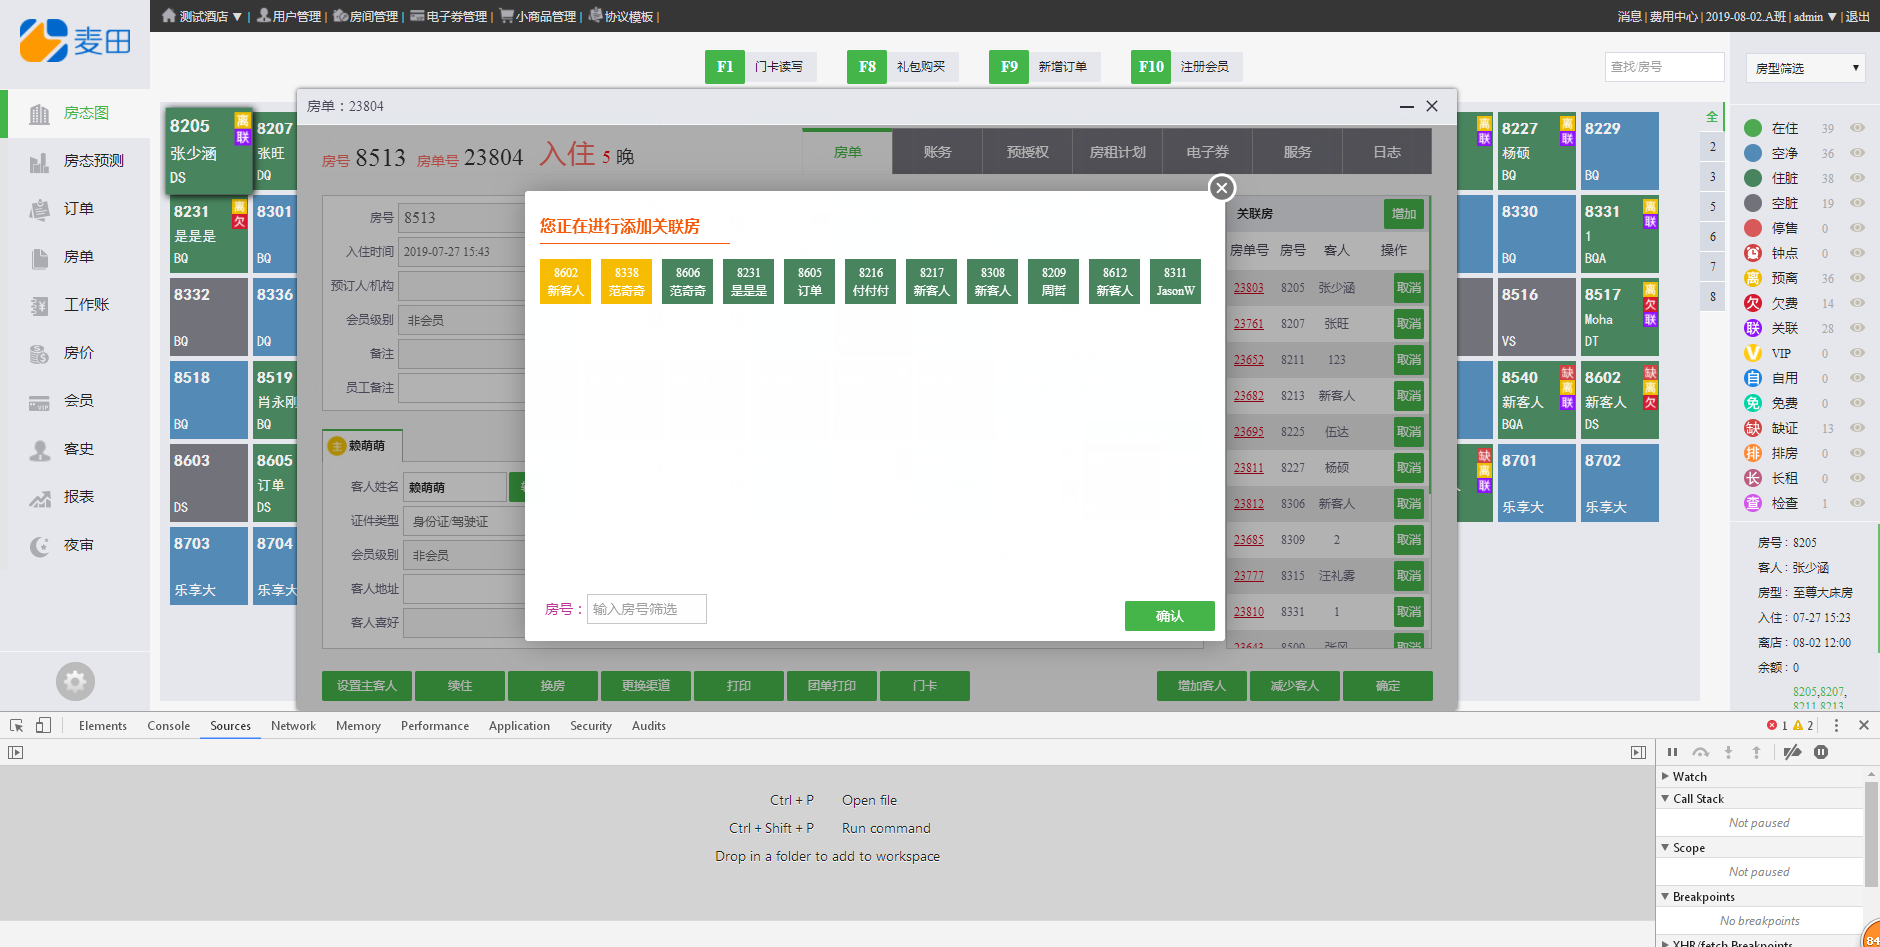 麦田
测试酒店 ▼ | 用户管理 | 房间管理 | 电子券管理 | 小商品管理 | 协议模板 |
消息 | 费用中心 | 2019-08-02.A班 | admin ▼ | 退出
F1 门卡读写
F8 礼包购买
F9 新增订单
F10 注册会员
查找/房号
房型筛选
房态图
房态预测
订单
房单
工作账
房价
会员
客史
报表
夜审
8205 离 联
张少涵
DS
8207
张旺
DQ
8231 离 欠
是是是
BQ
8301
BQ
8332
BQ
8336
DQ
8518
BQ
8519
肖永刚
BQ
8603
DS
8605
订单
DS
8703
乐享大
8704
乐享大
房单：23804
房号 8513 房单号 23804 入住 5 晚
房单
账务
预授权
房租计划
电子券
服务
日志
房号 8513
入住时间 2019-07-27 15:43
预订人/机构
会员级别 非会员
备注
员工备注
主 赖萌萌
客人姓名 赖萌萌
证件类型 身份证/驾驶证
会员级别 非会员
客人地址
客人喜好
您正在进行添加关联房
8602 新客人
8338 范奇奇
8606 范奇奇
8231 是是是
8605 订单
8216 付付付
8217 新客人
8308 新客人
8209 周哲
8612 新客人
8311 JasonW
房号： 输入房号筛选
确认
关联房 增加
房单号 房号 客人 操作
23803 8205 张少涵 取消
23761 8207 张旺 取消
23652 8211 123 取消
23682 8213 新客人 取消
23695 8225 伍达 取消
23811 8227 杨硕 取消
23812 8306 新客人 取消
23685 8309 2 取消
23777 8315 汪礼雾 取消
23810 8331 1 取消
23643 8509 张风 取消
设置主客人
续住
换房
更换渠道
打印
团单打印
门卡
增加客人
减少客人
确定
离 联
8227 离 联
杨硕
BQ
8229
BQ
8330
BQ
8331 离 联
1
BQA
8516
VS
8517 离 欠 联
Moha
DT
8540 缺 离 联
新客人
BQA
8602 缺 离 欠
新客人
DS
缺 离 联
8701
乐享大
8702
乐享大
全
2
3
5
6
7
8
在住 39
空净 36
住脏 38
空脏 19
停售 0
钟点 0
离 预离 36
欠 欠费 14
联 关联 28
V VIP 0
自 自用 0
免 免费 0
缺 缺证 13
排 排房 0
长 长租 0
查 检查 1
房号：8205
客人：张少涵
房型：至尊大床房
入住：07-27 15:23
离店：08-02 12:00
余额：0
8205,8207,
8211,8213
Elements
Console
Sources
Network
Memory
Performance
Application
Security
Audits
1
2
Ctrl + P Open file
Ctrl + Shift + P Run command
Drop in a folder to add to workspace
Watch
Call Stack
Not paused
Scope
Not paused
Breakpoints
No breakpoints
XHR/fetch Breakpoints
84